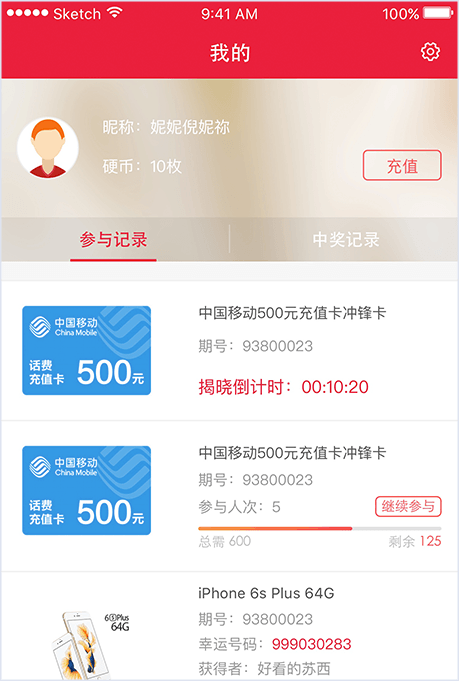 Sketch 9:41 AM 100%
我的
昵称：妮妮倪妮祢
硬币：10枚
充值
参与记录 中奖记录
中国移动
China Mobile
话费
充值卡 500元
中国移动500元充值卡冲锋卡
期号：93800023
揭晓倒计时：00:10:20
中国移动
China Mobile
话费
充值卡 500元
中国移动500元充值卡冲锋卡
期号：93800023
参与人次：5 继续参与
总需 600 剩余 125
6sPlus
64G
iPhone 6s Plus 64G
期号：93800023
幸运号码：999030283
获得者：好看的苏西